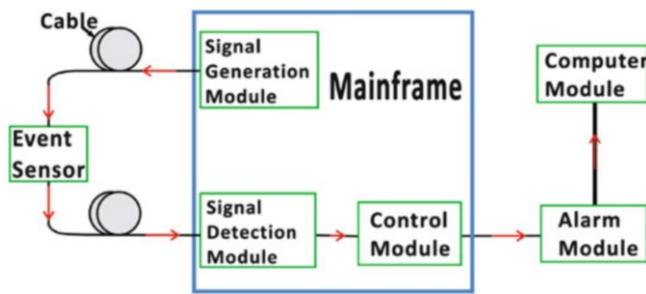 Cable
Signal
Generation
Module
Mainframe
Computer
Module
Event
Sensor
Signal
Detection
Module
Control
Module
Alarm
Module